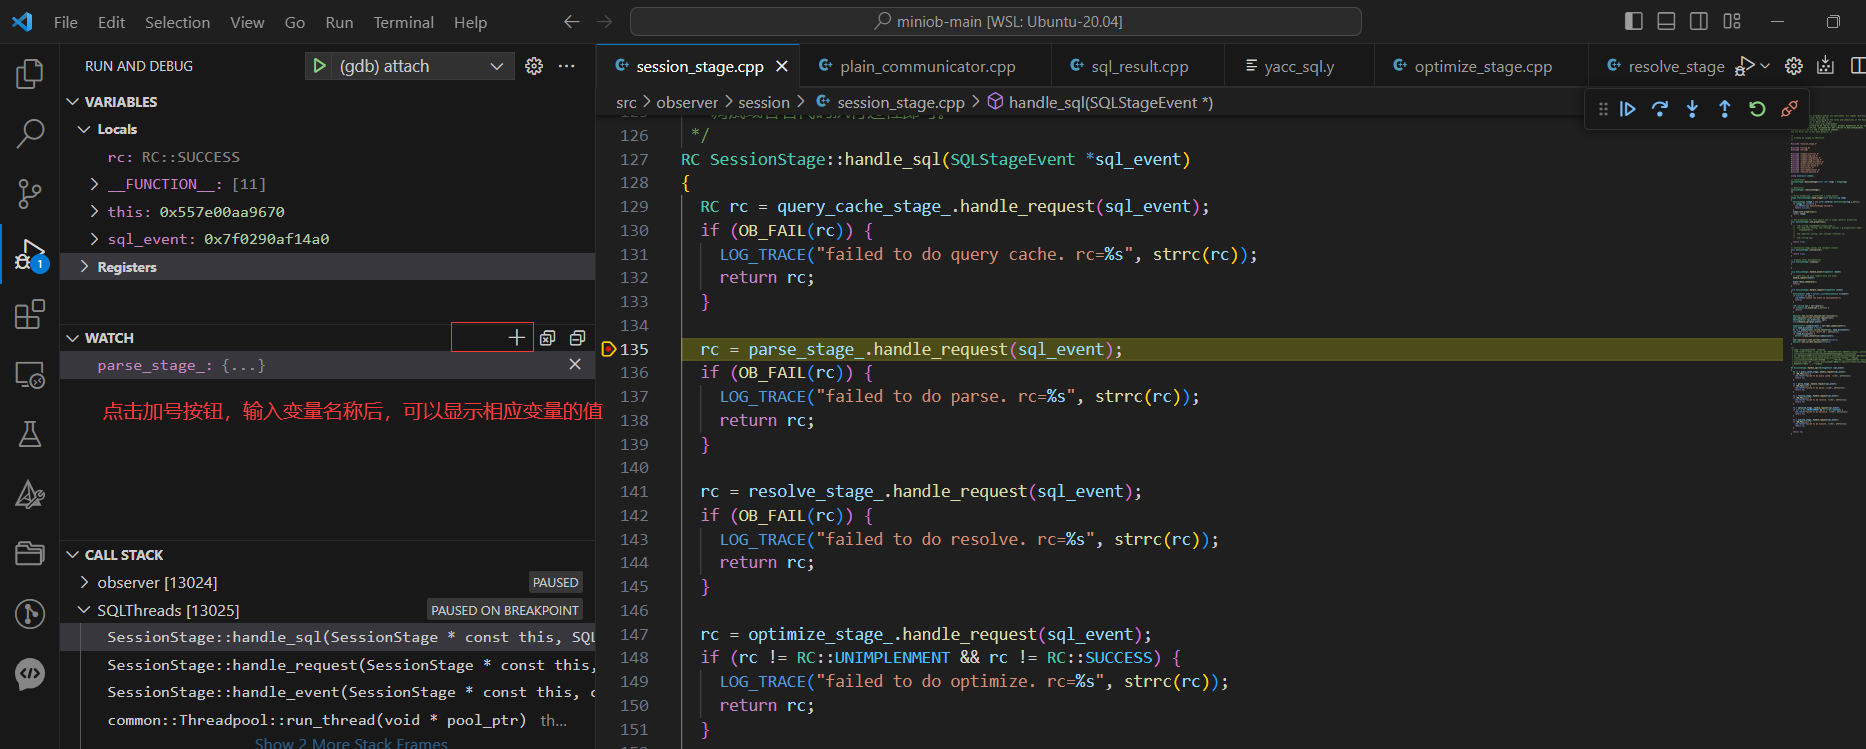 File Edit Selection View Go Run Terminal Help
miniob-main [WSL: Ubuntu-20.04]
RUN AND DEBUG
(gdb) attach
VARIABLES
Locals
rc: RC::SUCCESS
__FUNCTION__: [11]
this: 0x557e00aa9670
sql_event: 0x7f0290af14a0
Registers
WATCH
parse_stage_: {...}
点击加号按钮，输入变量名称后，可以显示相应变量的值
CALL STACK
observer [13024] PAUSED
SQLThreads [13025] PAUSED ON BREAKPOINT
SessionStage::handle_sql(SessionStage * const this, SQL
SessionStage::handle_request(SessionStage * const this,
SessionStage::handle_event(SessionStage * const this, c
common::Threadpool::run_thread(void * pool_ptr) th...
Show 2 More Stack Frames
1
session_stage.cpp plain_communicator.cpp sql_result.cpp yacc_sql.y optimize_stage.cpp resolve_stage
src > observer > session > session_stage.cpp > handle_sql(SQLStageEvent *)
126 */
127 RC SessionStage::handle_sql(SQLStageEvent *sql_event)
128 {
129 RC rc = query_cache_stage_.handle_request(sql_event);
130 if (OB_FAIL(rc)) {
131 LOG_TRACE("failed to do query cache. rc=%s", strrc(rc));
132 return rc;
133 }
134
135 rc = parse_stage_.handle_request(sql_event);
136 if (OB_FAIL(rc)) {
137 LOG_TRACE("failed to do parse. rc=%s", strrc(rc));
138 return rc;
139 }
140
141 rc = resolve_stage_.handle_request(sql_event);
142 if (OB_FAIL(rc)) {
143 LOG_TRACE("failed to do resolve. rc=%s", strrc(rc));
144 return rc;
145 }
146
147 rc = optimize_stage_.handle_request(sql_event);
148 if (rc != RC::UNIMPLENMENT && rc != RC::SUCCESS) {
149 LOG_TRACE("failed to do optimize. rc=%s", strrc(rc));
150 return rc;
151 }